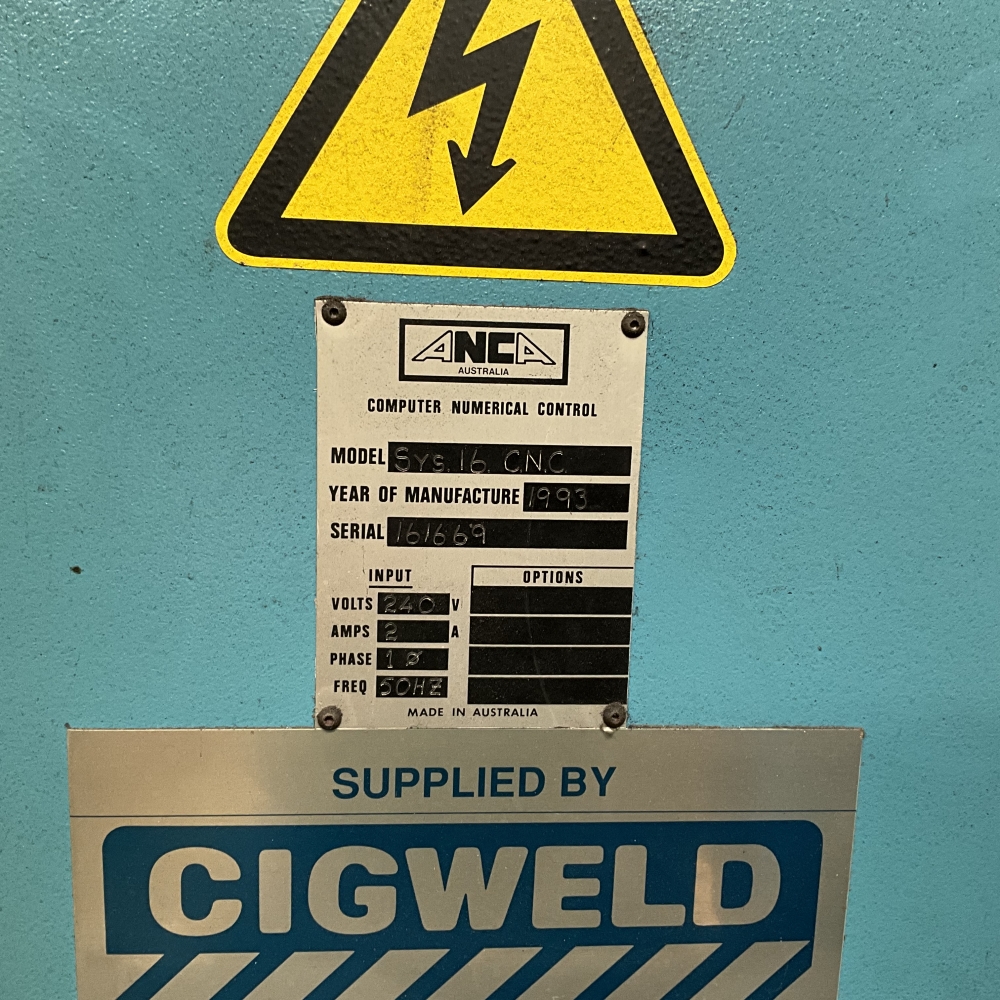 ANCA
AUSTRALIA
COMPUTER NUMERICAL CONTROL
MODEL Sys. 16. C.N.C.
YEAR OF MANUFACTURE 1993
SERIAL 161669
INPUT OPTIONS
VOLTS 240 V
AMPS 2 A
PHASE 1 ø
FREQ 50HZ
MADE IN AUSTRALIA
SUPPLIED BY
CIGWELD